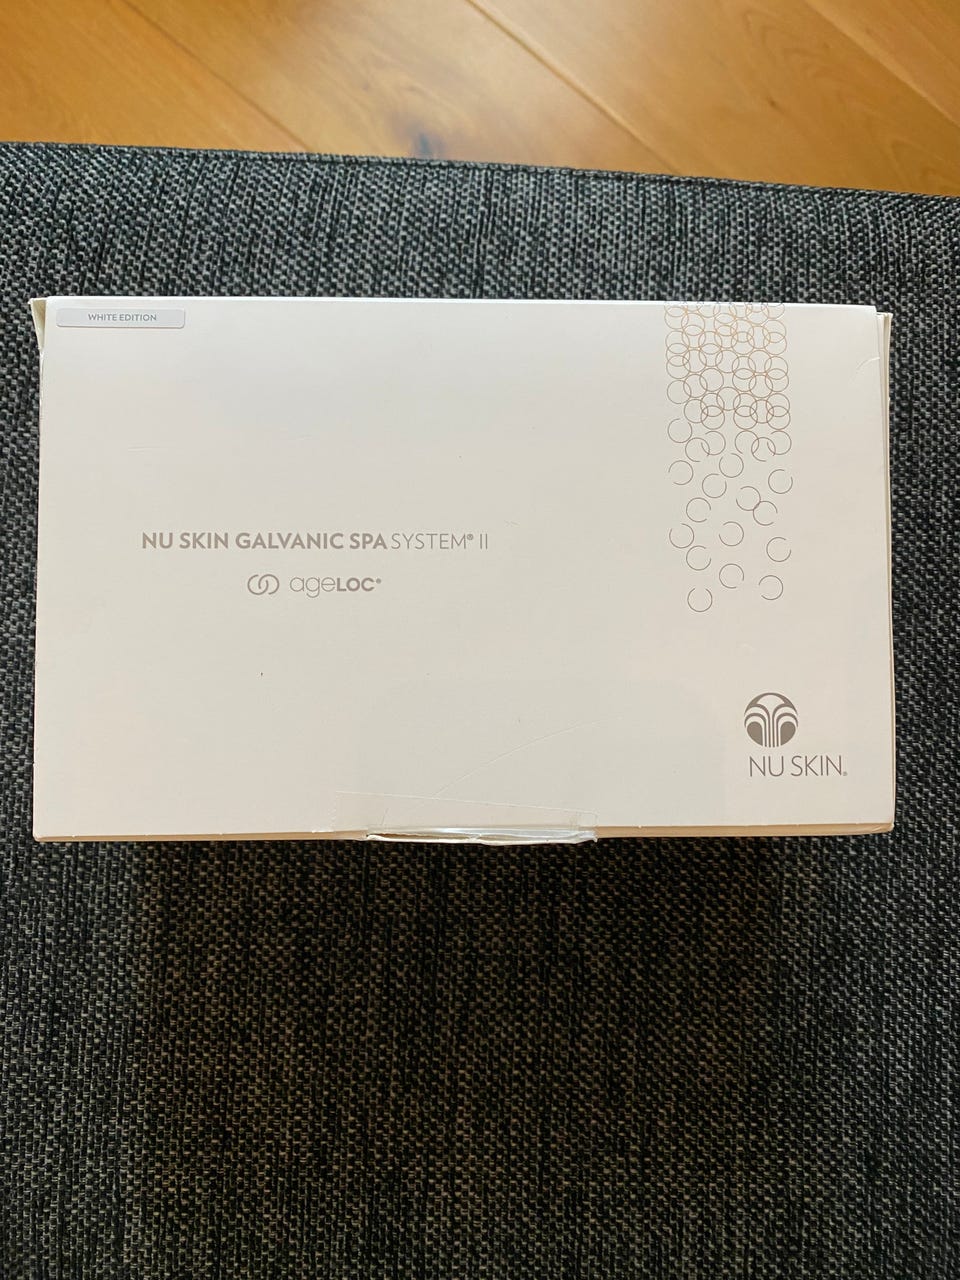 WHITE EDITION
NU SKIN GALVANIC SPA SYSTEM® II
ageLOC®
NU SKIN®